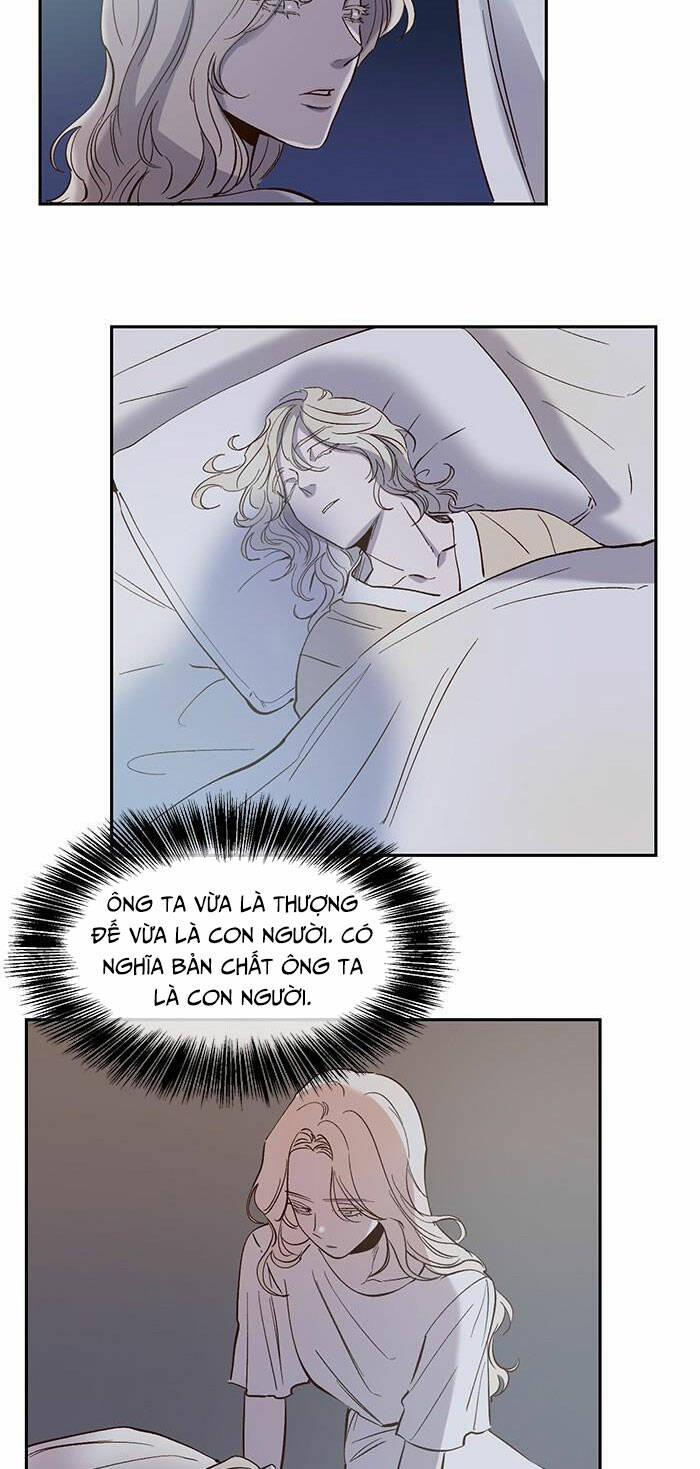 ÔNG TA VỪA LÀ THƯỢNG
ĐẾ VỪA LÀ CON NGƯỜI. CÓ
NGHĨA BẢN CHẤT ÔNG TA
LÀ CON NGƯỜI.